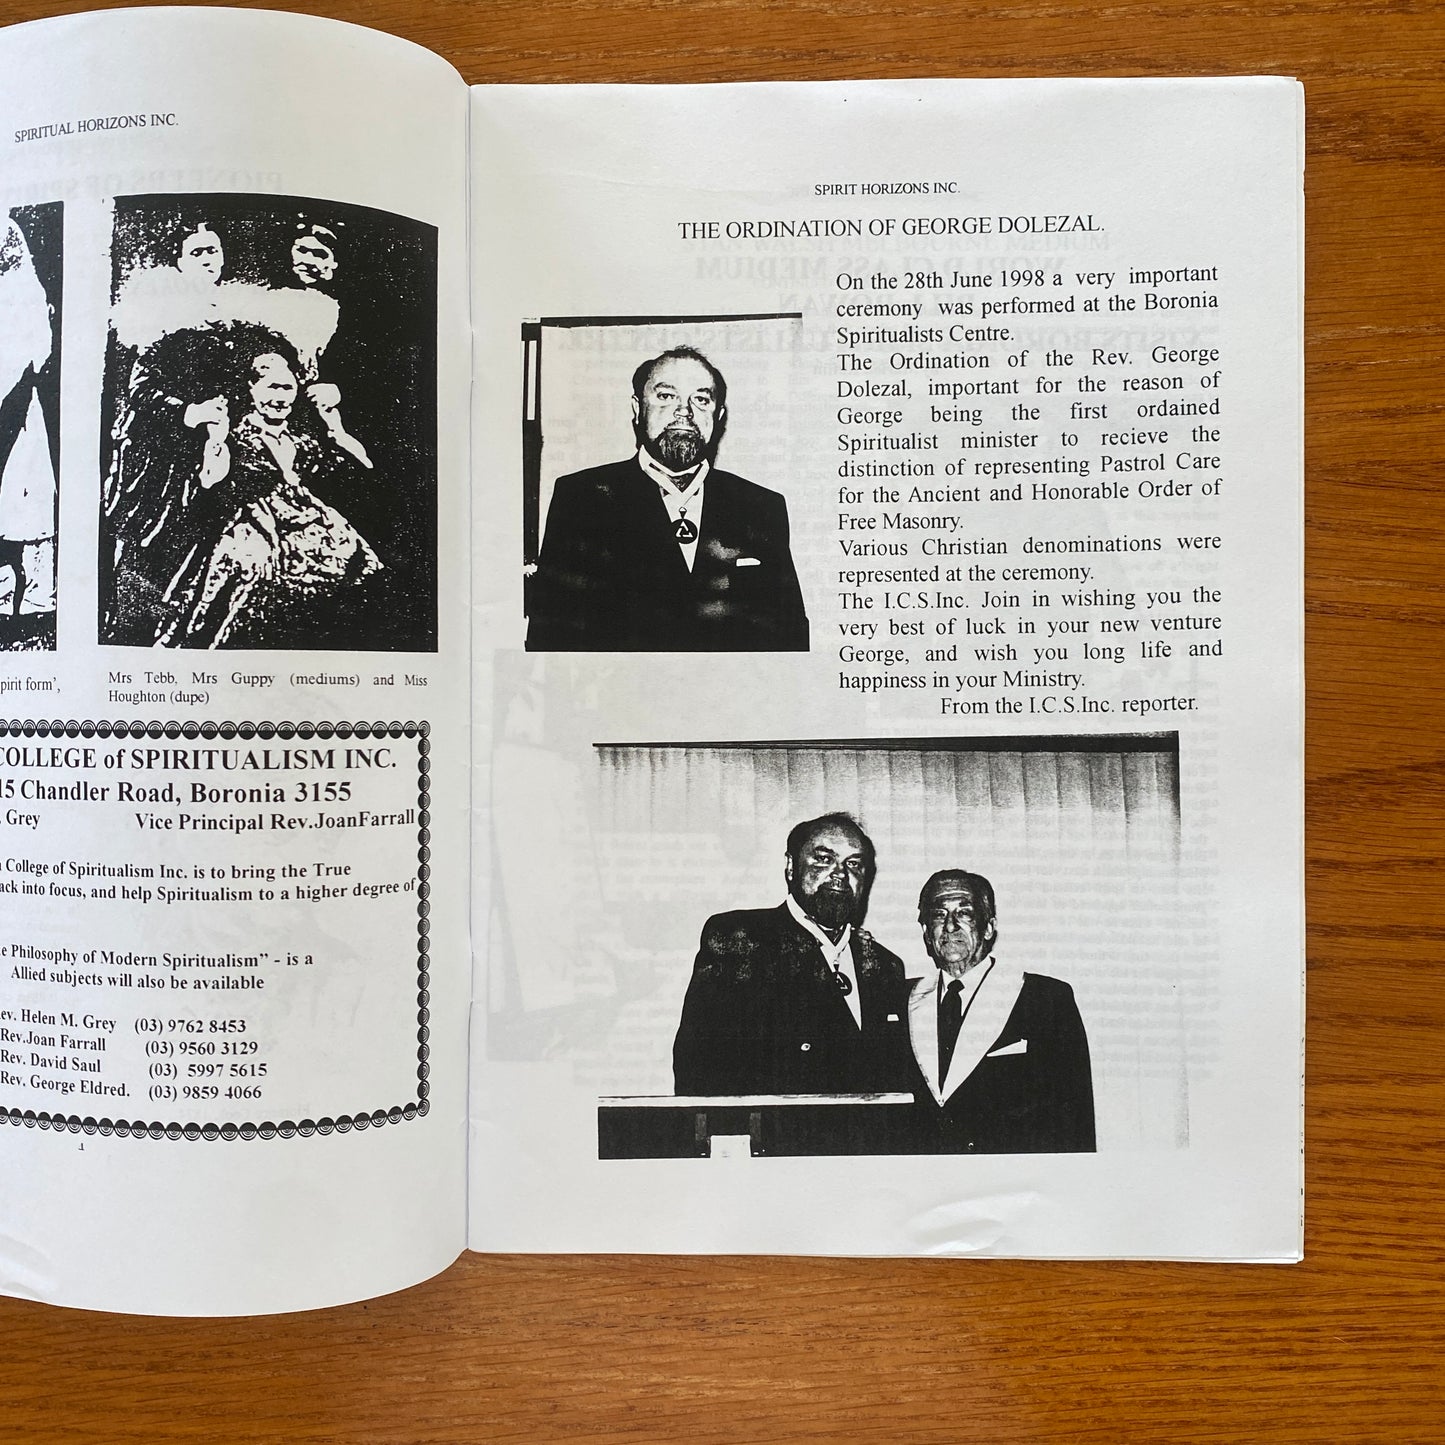 SPIRITUAL HORIZONS INC.
pirit form',
Mrs Tebb, Mrs Guppy (mediums) and Miss
Houghton (dupe)
COLLEGE of SPIRITUALISM INC.
15 Chandler Road, Boronia 3155
. Grey Vice Principal Rev.JoanFarrall
College of Spiritualism Inc. is to bring the True
ack into focus, and help Spiritualism to a higher degree of
e Philosophy of Modern Spiritualism” - is a
Allied subjects will also be available
ev. Helen M. Grey (03) 9762 8453
Rev.Joan Farrall (03) 9560 3129
Rev. David Saul (03) 5997 5615
Rev. George Eldred. (03) 9859 4066
SPIRIT HORIZONS INC.
THE ORDINATION OF GEORGE DOLEZAL.
On the 28th June 1998 a very important
ceremony was performed at the Boronia
Spiritualists Centre.
The Ordination of the Rev. George
Dolezal, important for the reason of
George being the first ordained
Spiritualist minister to recieve the
distinction of representing Pastrol Care
for the Ancient and Honorable Order of
Free Masonry.
Various Christian denominations were
represented at the ceremony.
The I.C.S.Inc. Join in wishing you the
very best of luck in your new venture
George, and wish you long life and
happiness in your Ministry.
From the I.C.S.Inc. reporter.